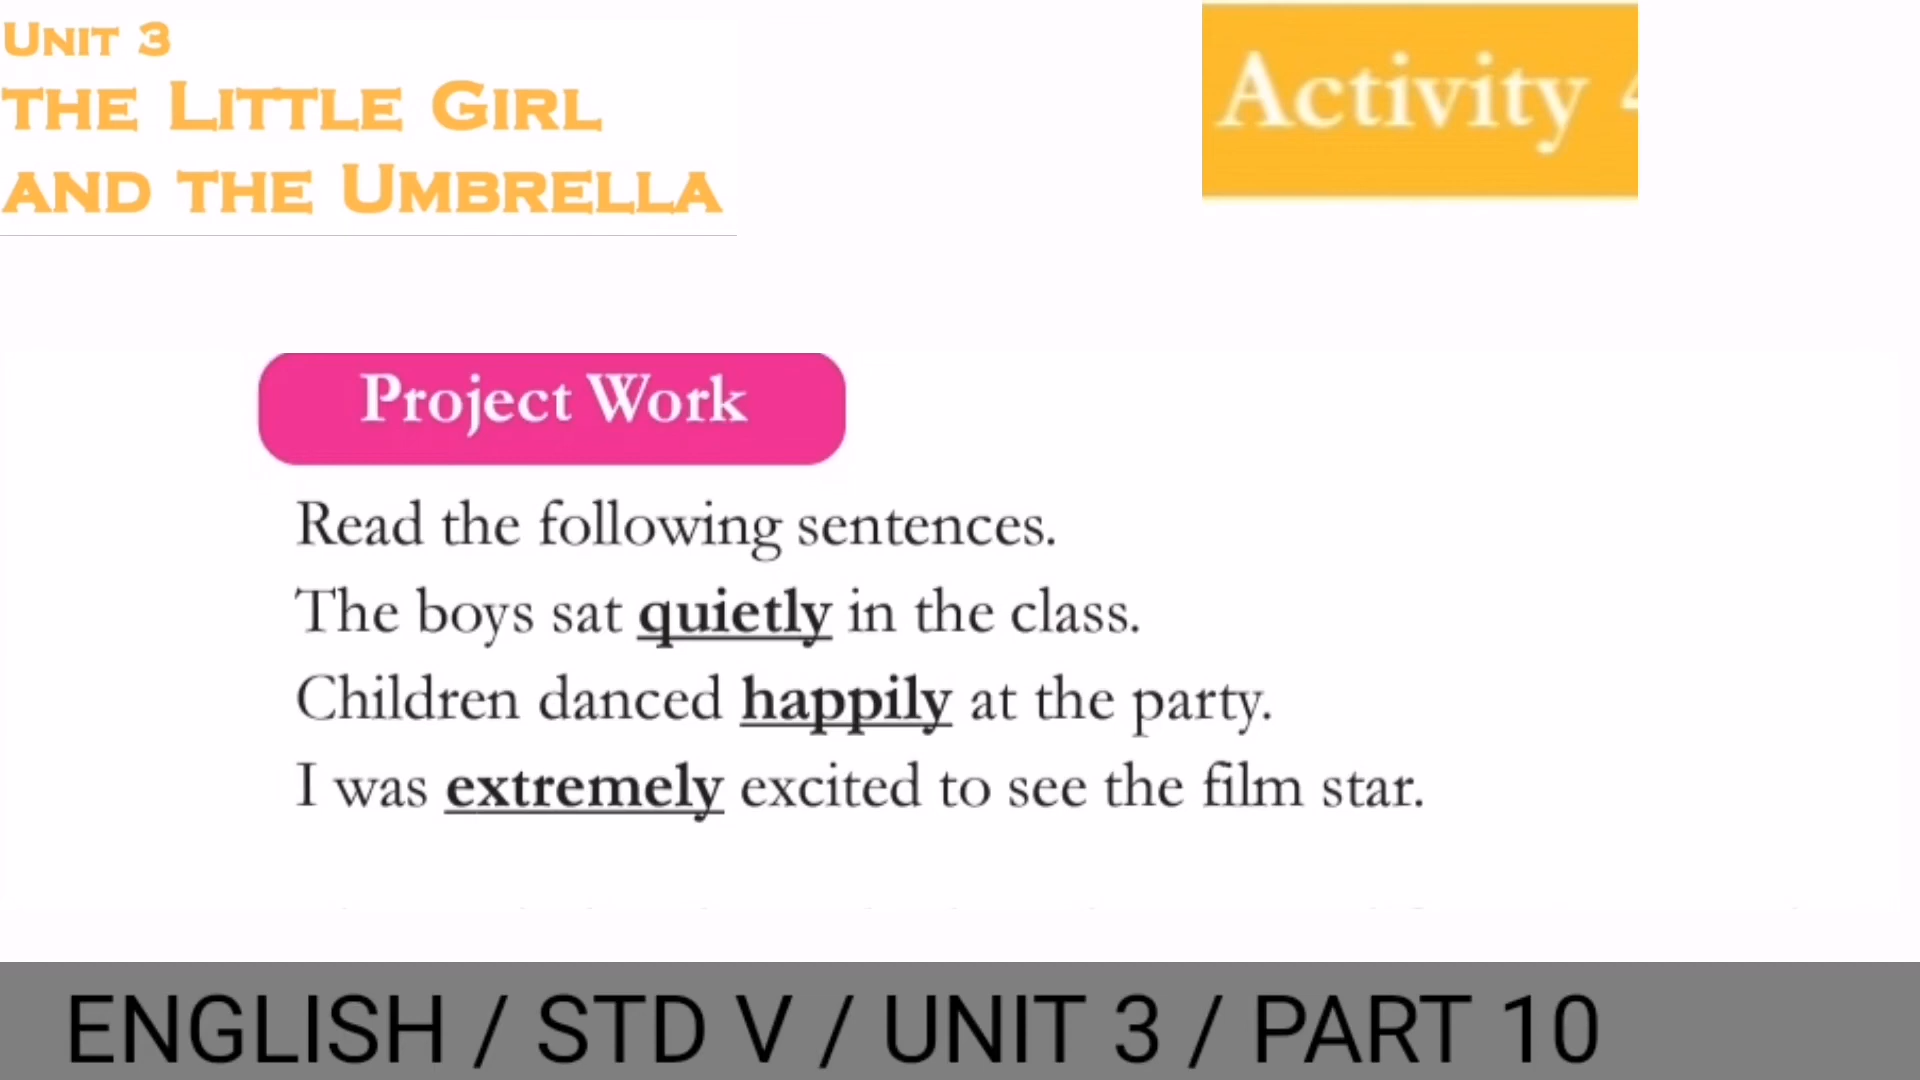 UNIT 3
THE LITTLE GIRL
AND THE UMBRELLA
Activity
Project Work
Read the following sentences.
The boys sat quietly in the class.
Children danced happily at the party.
I was extremely excited to see the film star.
ENGLISH / STD V / UNIT 3 / PART 10